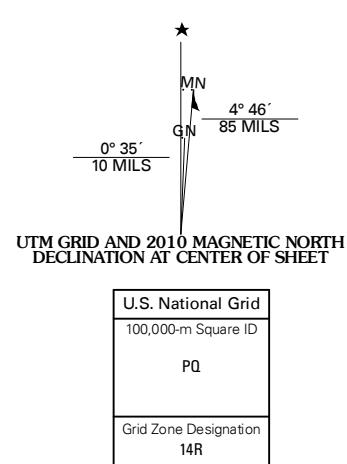 ★
MN
4° 46´
85 MILS
GN
0° 35´
10 MILS
UTM GRID AND 2010 MAGNETIC NORTH
DECLINATION AT CENTER OF SHEET
U.S. National Grid
100,000-m Square ID
PQ
Grid Zone Designation
14R